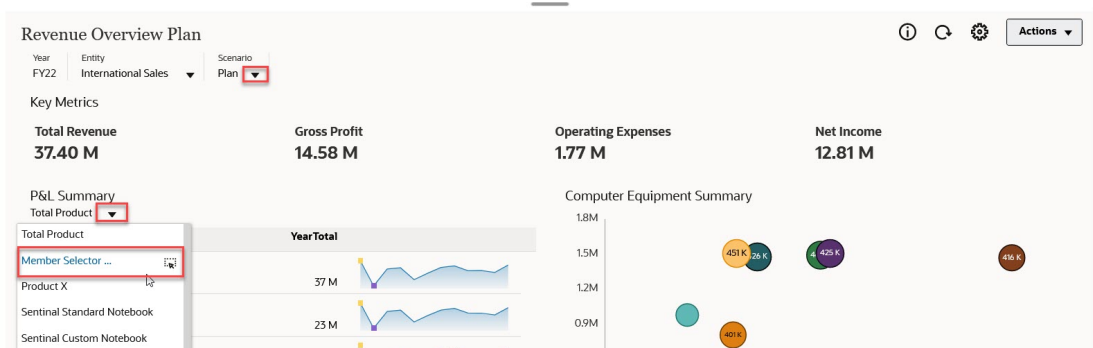 Revenue Overview Plan
Actions
Year Entity Scenario
FY22 International Sales Plan
Key Metrics
Total Revenue Gross Profit Operating Expenses Net Income
37.40 M 14.58 M 1.77 M 12.81 M
P&L Summary
Total Product
Total Product
Member Selector ...
Product X
Sentinal Standard Notebook
Sentinal Custom Notebook
YearTotal
37 M
23 M
Computer Equipment Summary
1.8M
1.5M
1.2M
0.9M
451 K
26 K
425 K
416 K
401 K